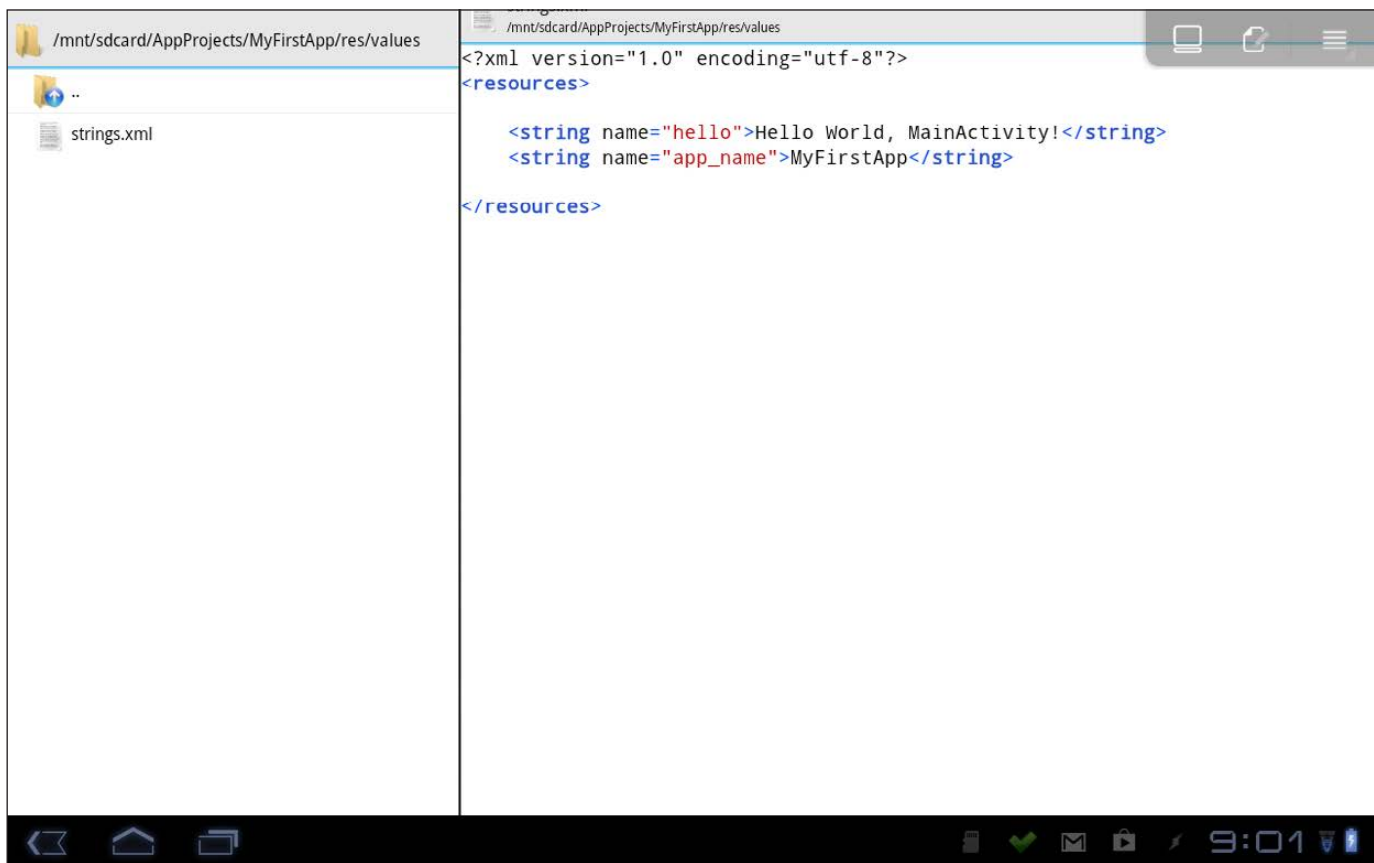 /mnt/sdcard/AppProjects/MyFirstApp/res/values
..
strings.xml
/mnt/sdcard/AppProjects/MyFirstApp/res/values
<?xml version="1.0" encoding="utf-8"?>
<resources>
<string name="hello">Hello World, MainActivity!</string>
<string name="app_name">MyFirstApp</string>
</resources>
9:01